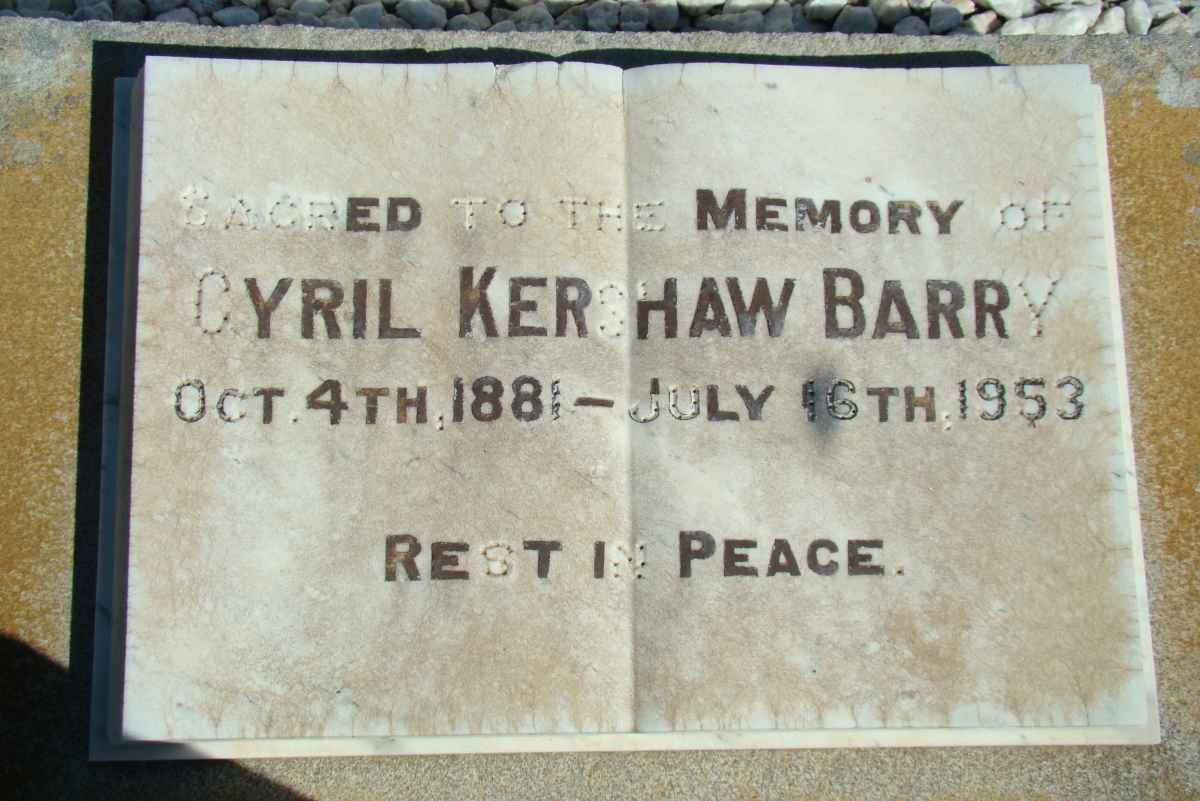 SACRED TO THE MEMORY OF
CYRIL KERSHAW BARRY
OCT. 4TH, 1881 – JULY 16TH, 1953
REST IN PEACE.